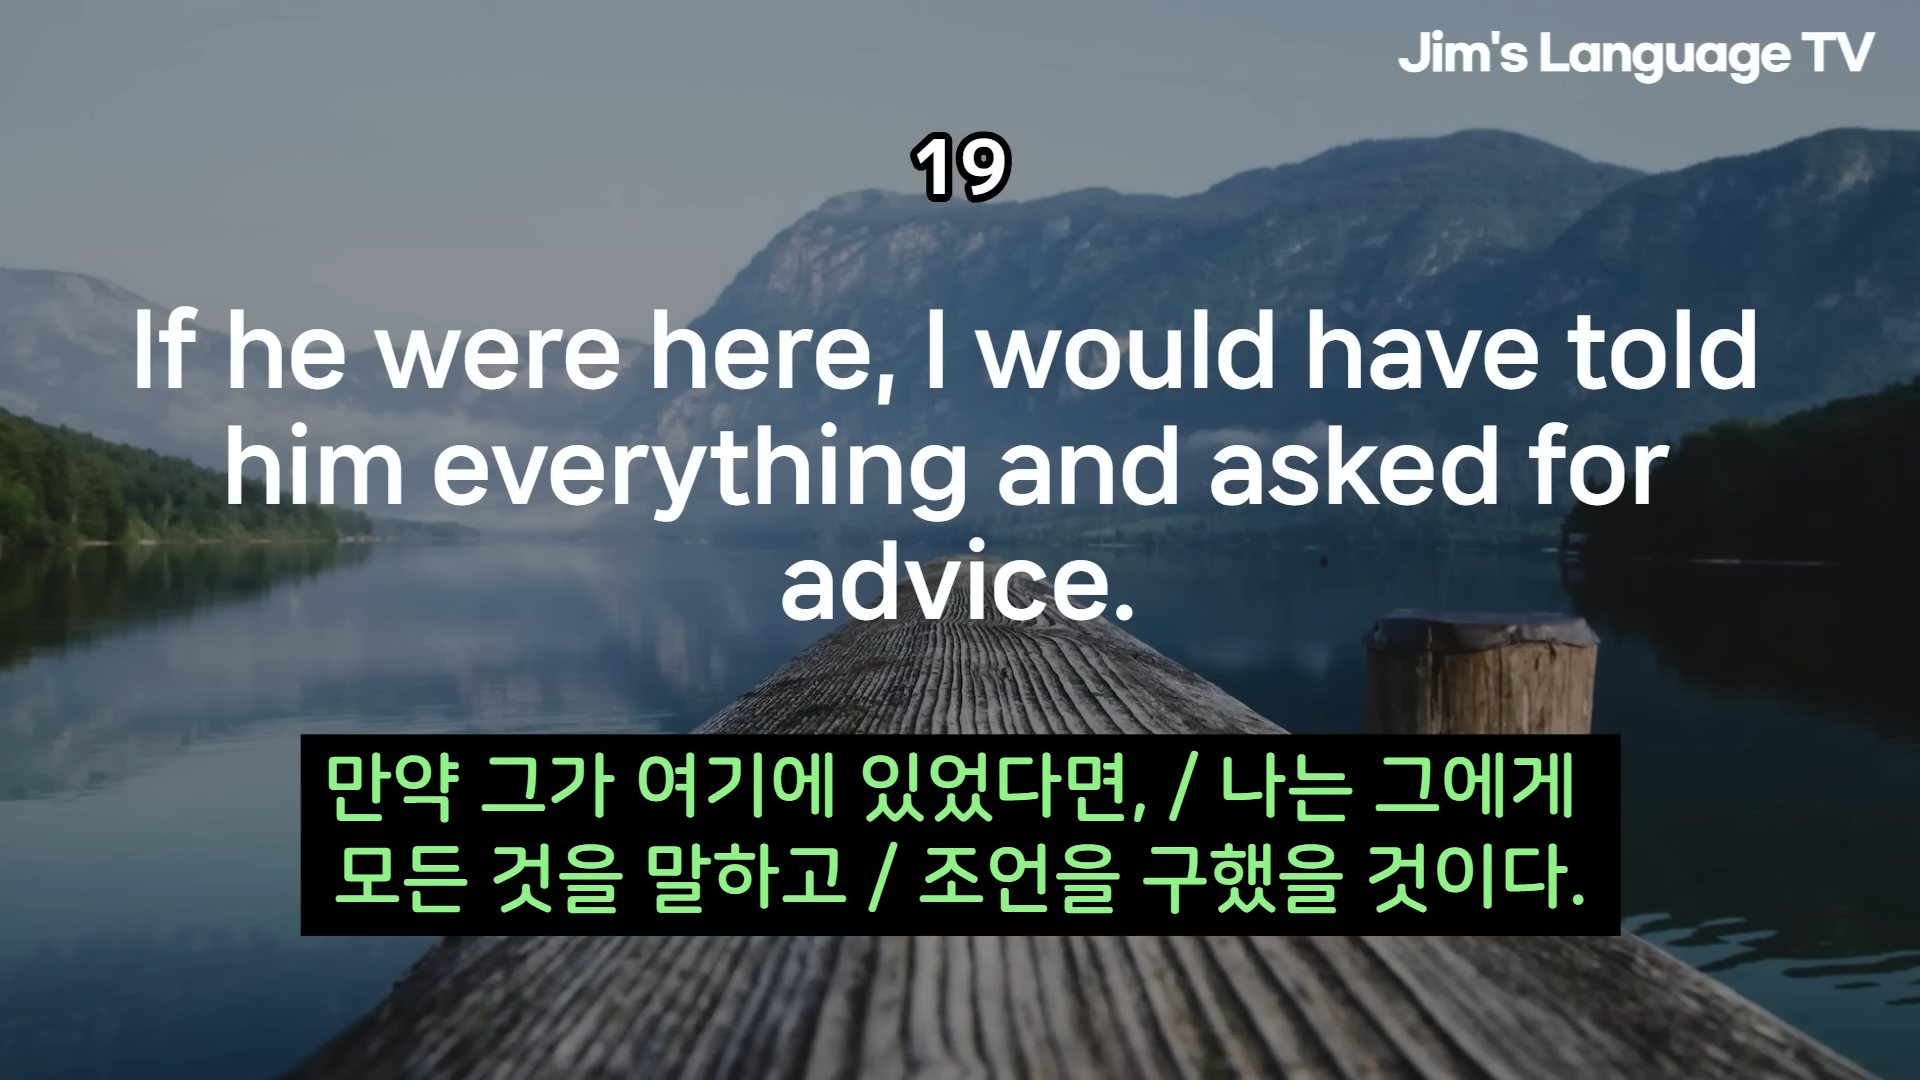 Jim's Language TV
19
If he were here, I would have told
him everything and asked for
advice.
만약 그가 여기에 있었다면, / 나는 그에게
모든 것을 말하고 / 조언을 구했을 것이다.